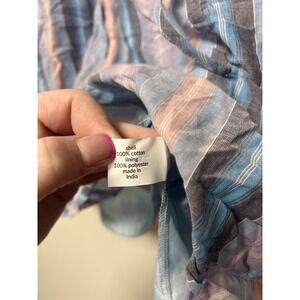 shell
100% cotton
lining
100% polyester
made in
India